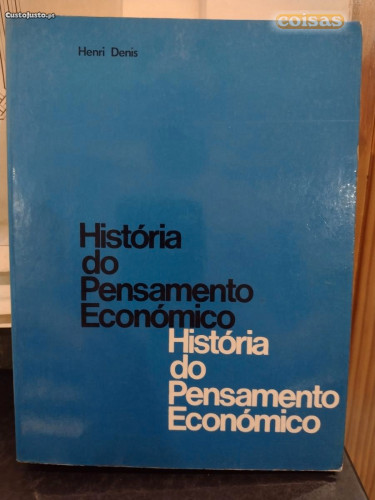 CustoJusto.pt
coisas
Henri Denis
História
do
Pensamento
Económico
História
do
Pensamento
Económico